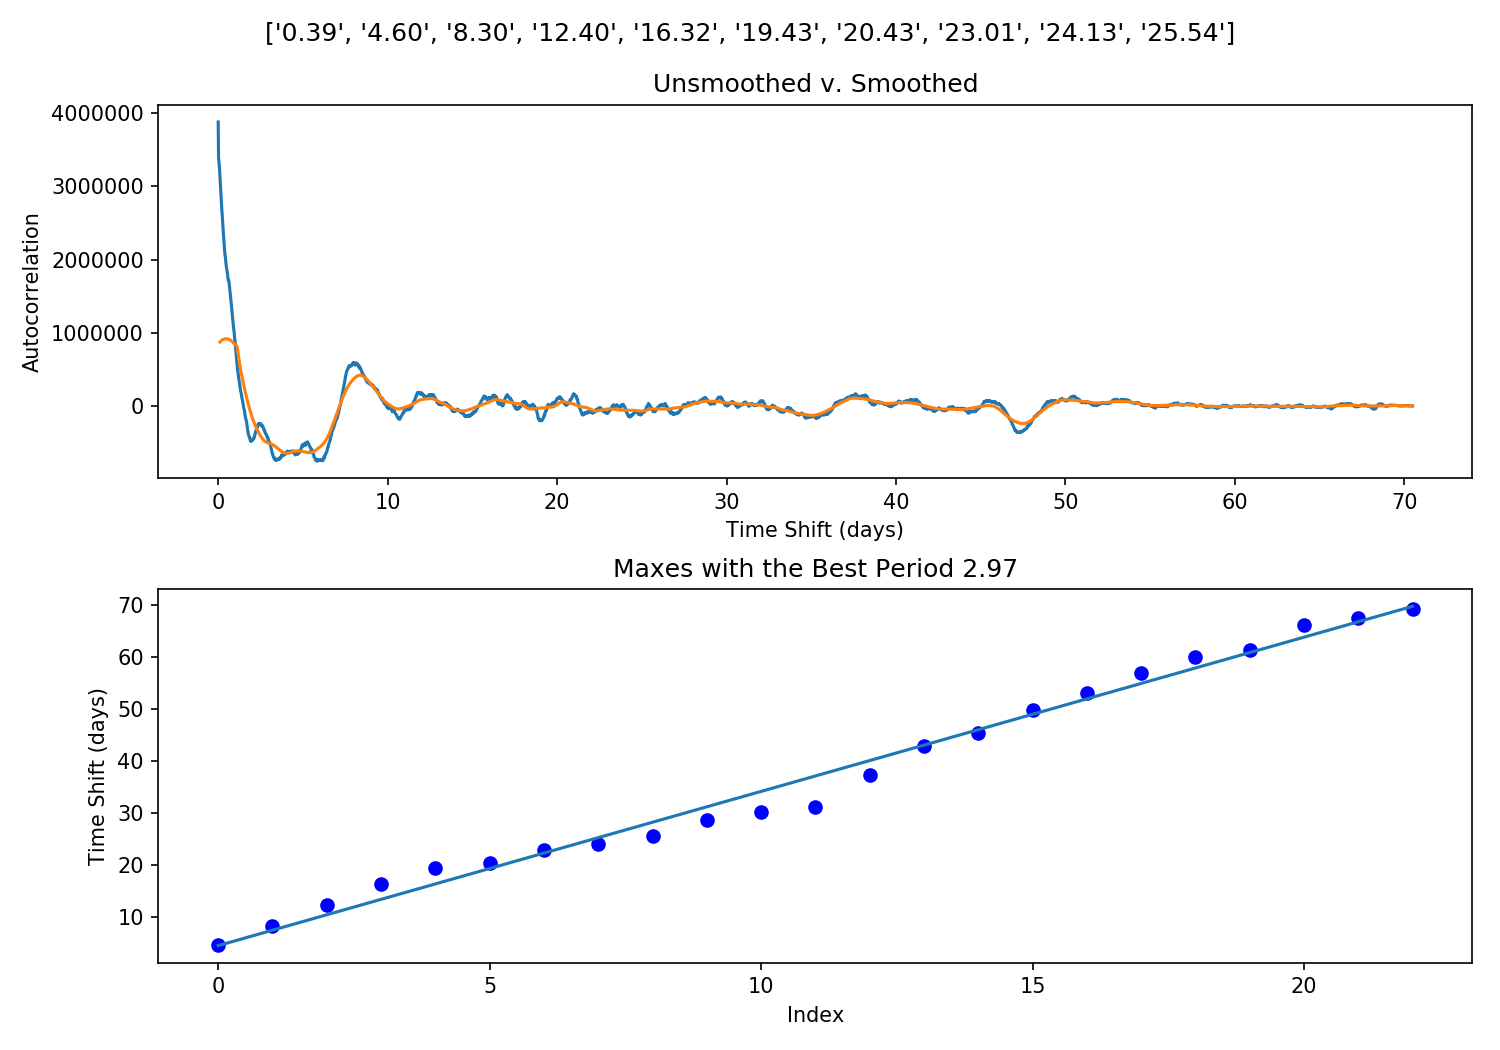 ['0.39', '4.60', '8.30', '12.40', '16.32', '19.43', '20.43', '23.01', '24.13', '25.54']
Unsmoothed v. Smoothed
Autocorrelation
4000000
3000000
2000000
1000000
0
0 10 20 30 40 50 60 70
Time Shift (days)
Maxes with the Best Period 2.97
Time Shift (days)
70
60
50
40
30
20
10
0 5 10 15 20
Index